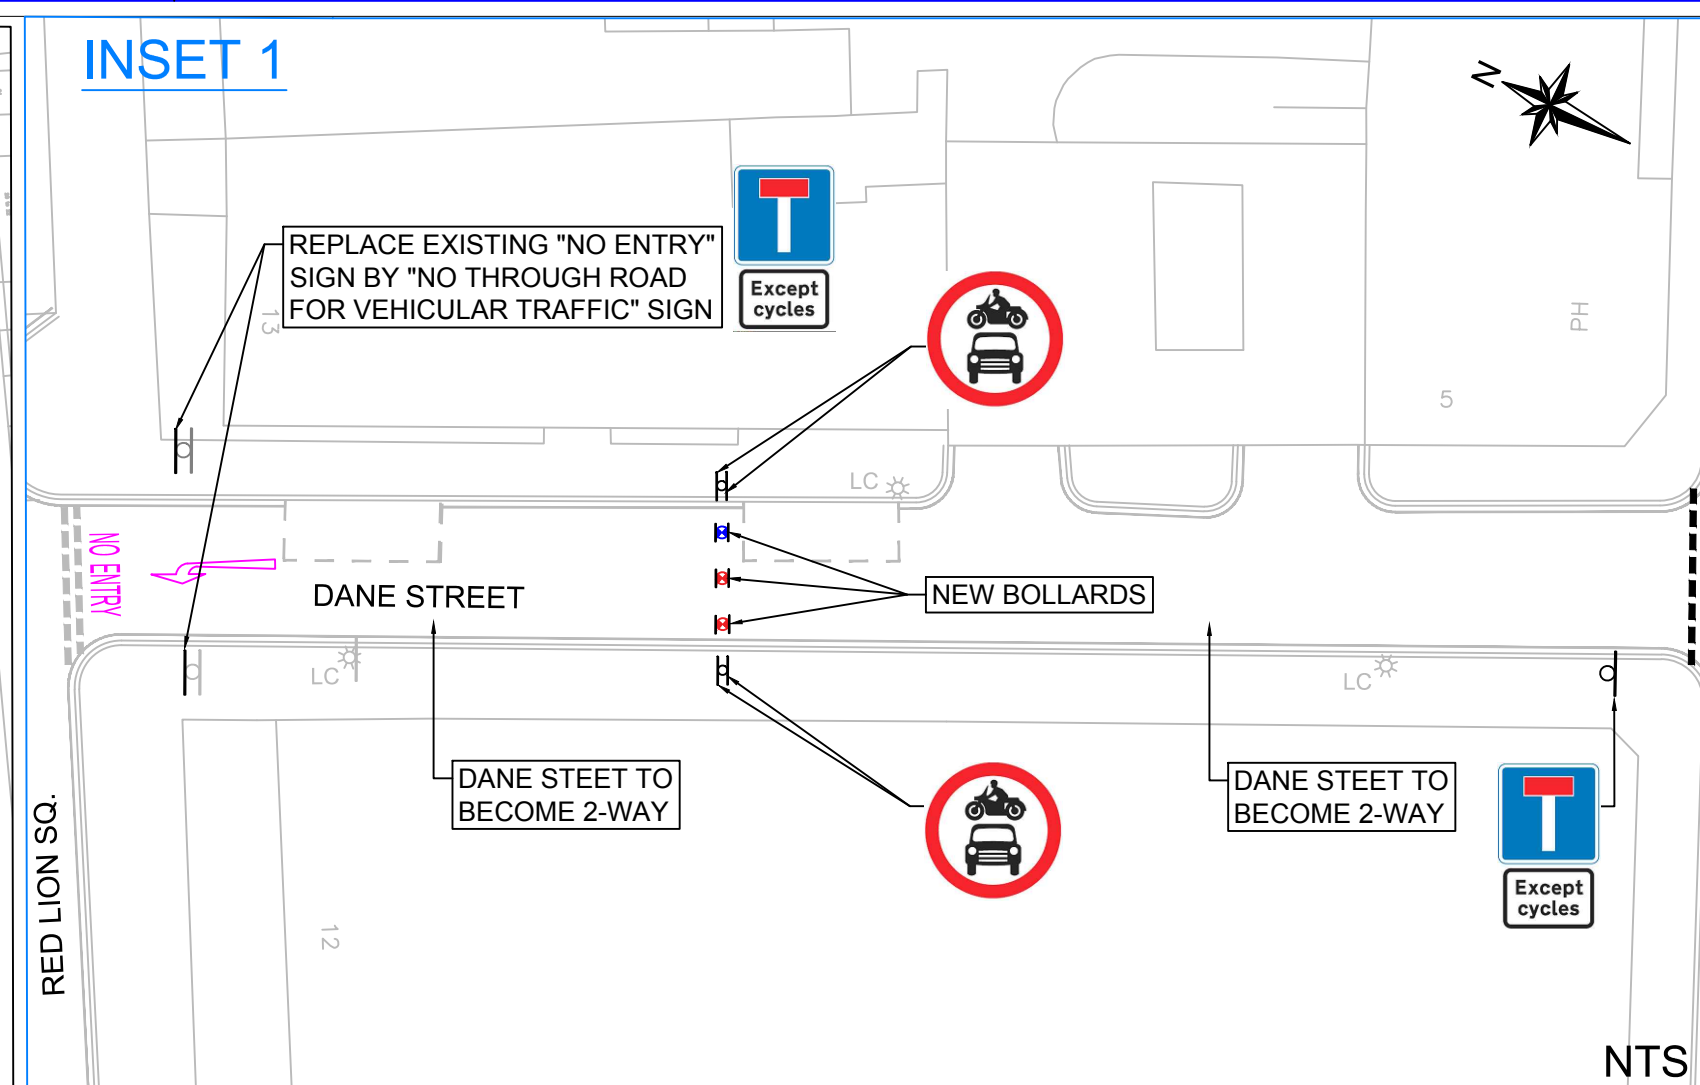 INSET 1
N
REPLACE EXISTING "NO ENTRY"
SIGN BY "NO THROUGH ROAD
FOR VEHICULAR TRAFFIC" SIGN
Except
cycles
13
PH
5
LC
NO ENTRY
DANE STREET
NEW BOLLARDS
LC
LC
DANE STEET TO
BECOME 2-WAY
DANE STEET TO
BECOME 2-WAY
Except
cycles
RED LION SQ.
12
NTS